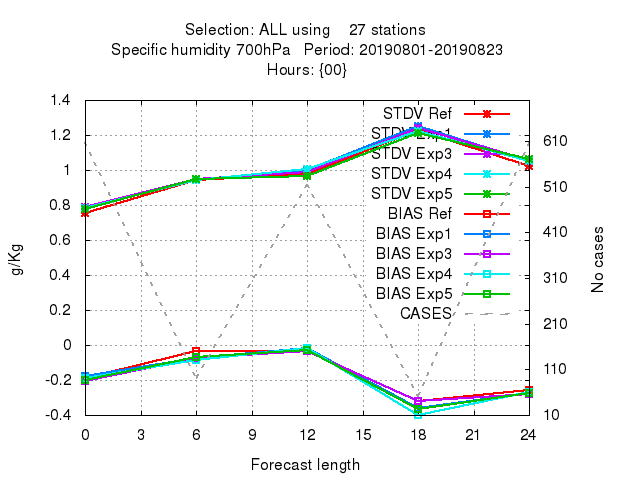 Selection: ALL using 27 stations
Specific humidity 700hPa Period: 20190801-20190823
Hours: {00}
1.4
1.2
1
0.8
0.6
0.4
0.2
0
-0.2
-0.4
g/Kg
STDV Ref
STDV Exp1
STDV Exp3
STDV Exp4
STDV Exp5
BIAS Ref
BIAS Exp1
BIAS Exp3
BIAS Exp4
BIAS Exp5
CASES
610
510
410
310
210
110
10
No cases
0 3 6 9 12 15 18 21 24
Forecast length